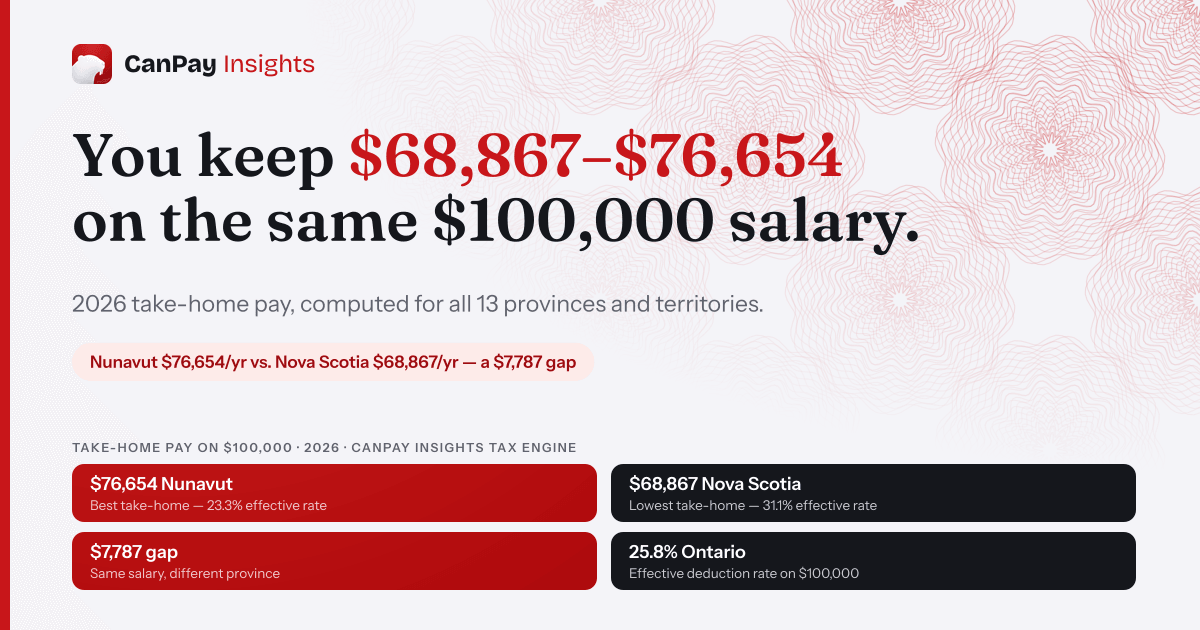 CanPay Insights
You keep $68,867–$76,654
on the same $100,000 salary.
2026 take-home pay, computed for all 13 provinces and territories.
Nunavut $76,654/yr vs. Nova Scotia $68,867/yr — a $7,787 gap
TAKE-HOME PAY ON $100,000 · 2026 · CANPAY INSIGHTS TAX ENGINE
$76,654 Nunavut
Best take-home — 23.3% effective rate
$68,867 Nova Scotia
Lowest take-home — 31.1% effective rate
$7,787 gap
Same salary, different province
25.8% Ontario
Effective deduction rate on $100,000